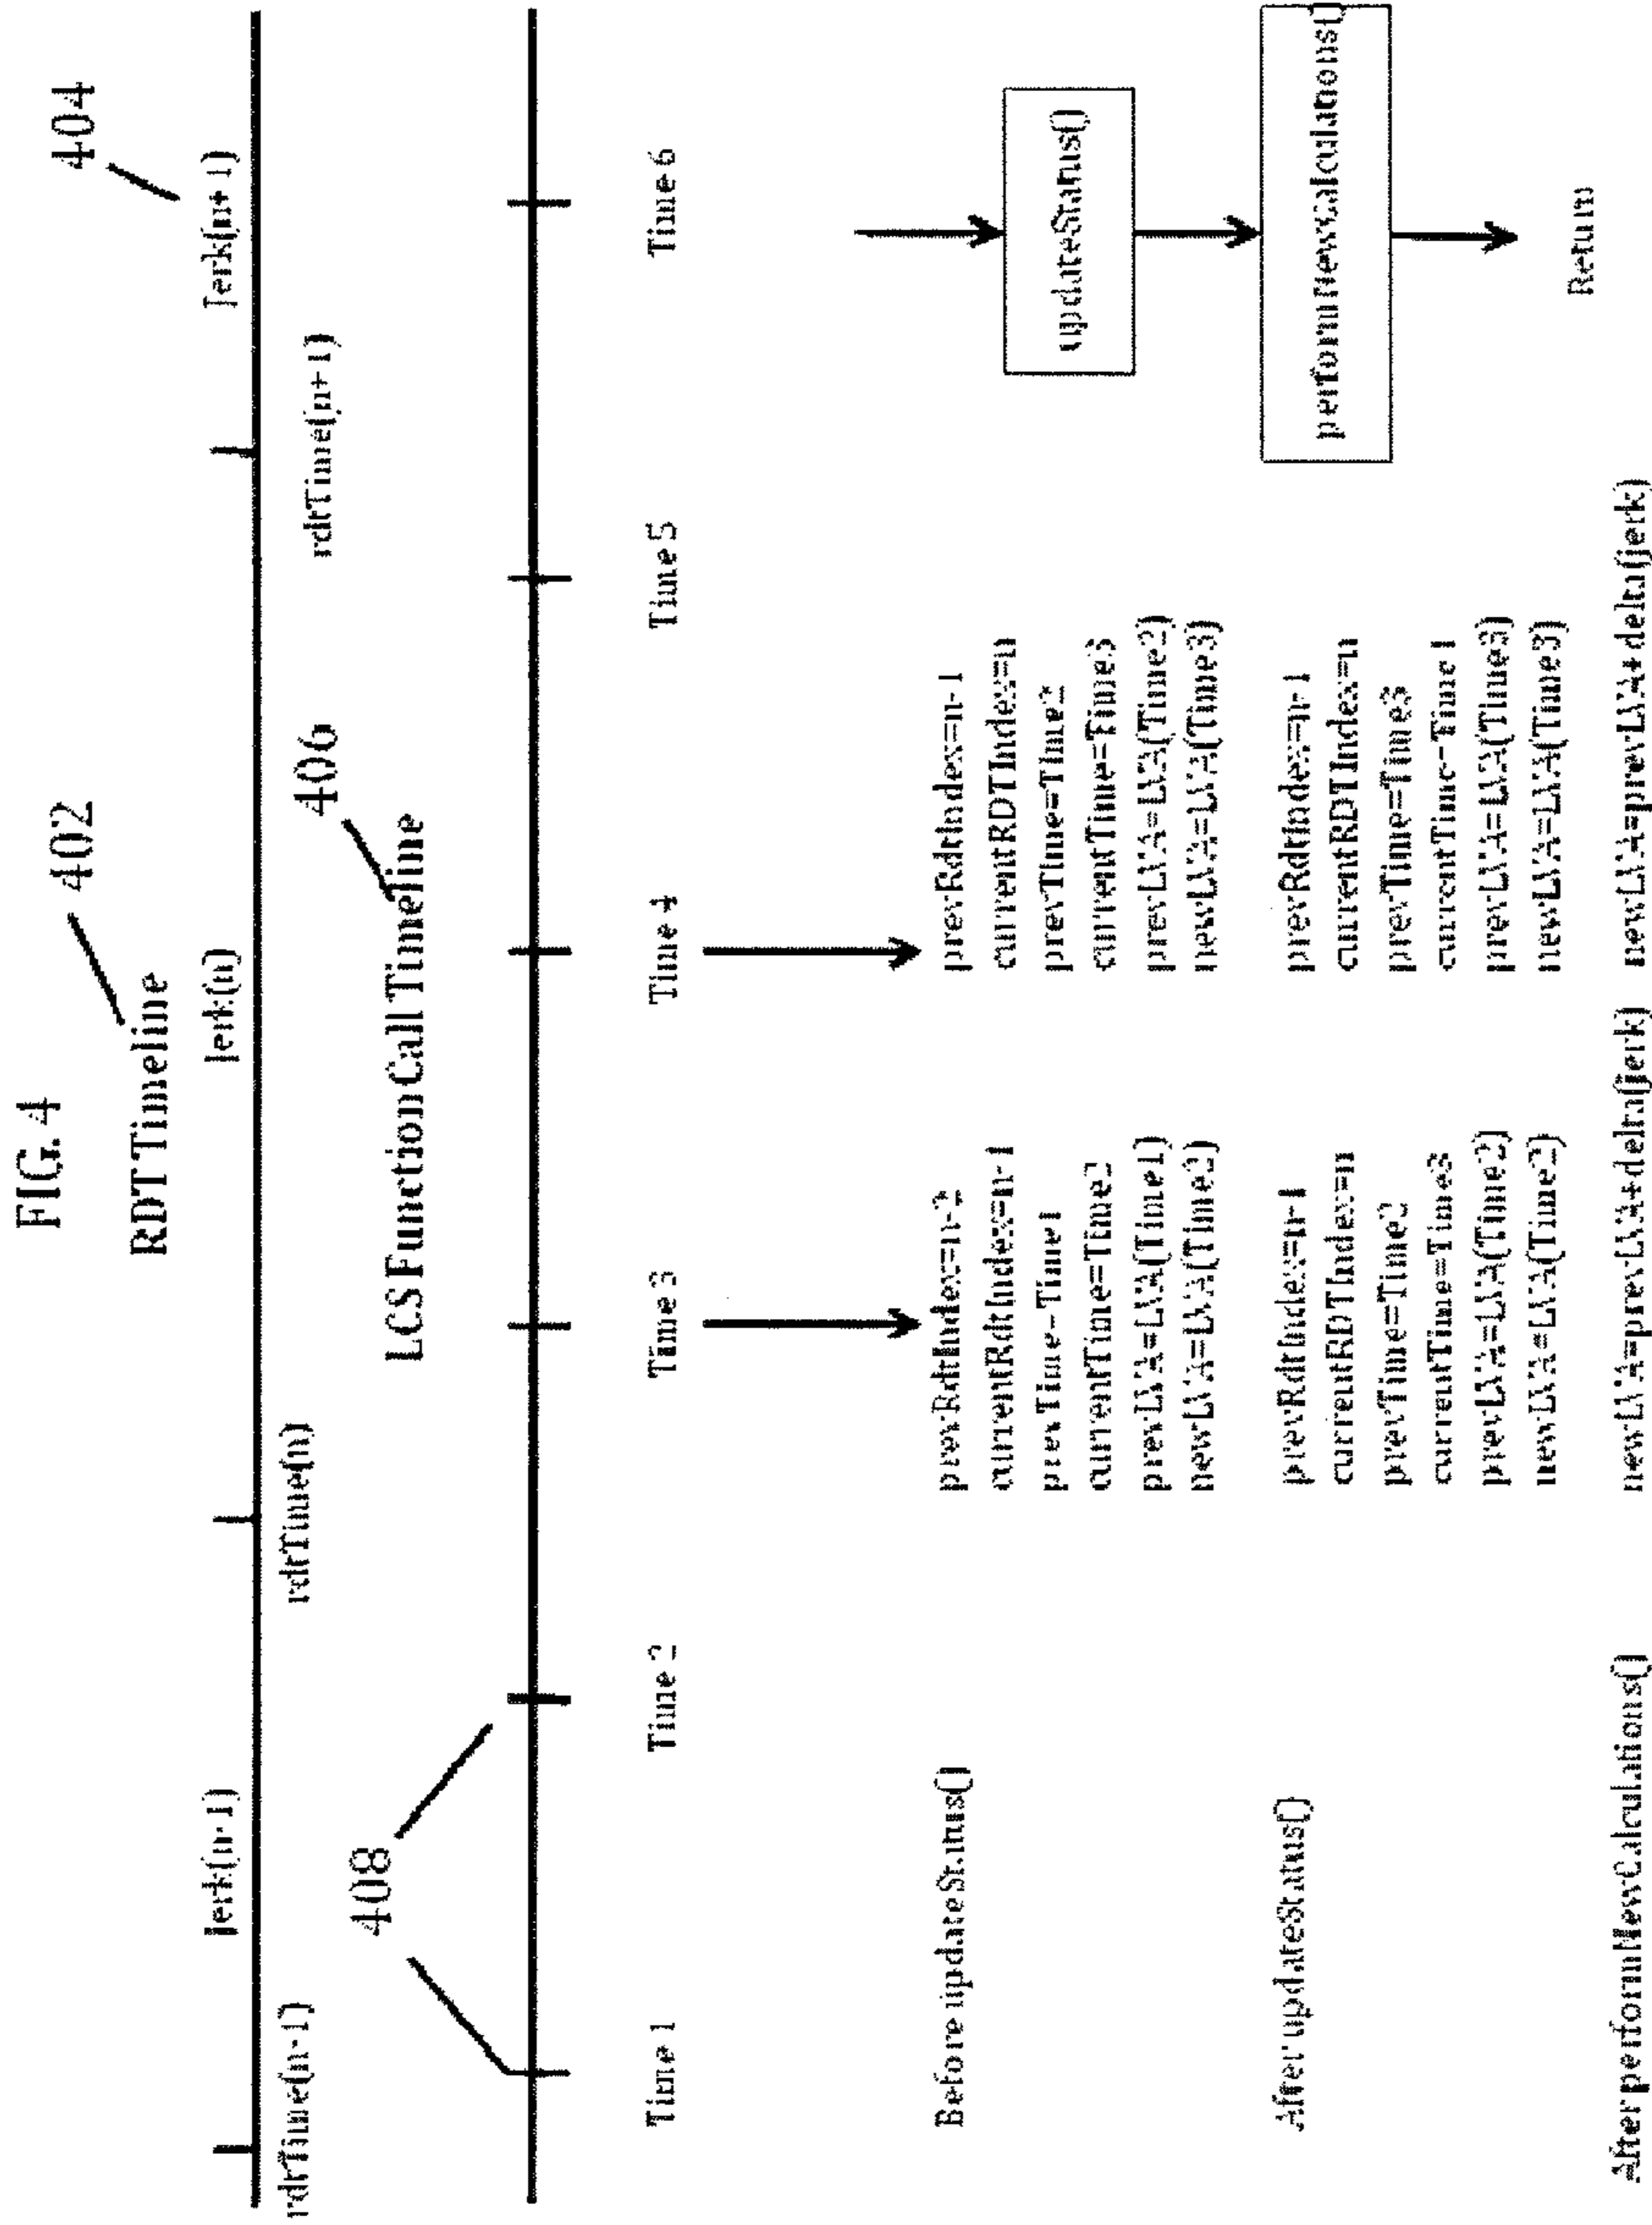 FIG. 4
RDT Timeline
402
404
jerk(n-1)
jerk(n)
jerk(n+1)
rdtTime(n-1)
rdtTime(n)
rdtTime(n+1)
408
LCS Function Call Timeline
406
Time 1
Time 2
Time 3
Time 4
Time 5
Time 6
Before updateStatus()
prevRdtIndex=n-2
currentRdtIndex=n-1
prevTime=Time1
currentTime=Time2
prevLVA=LVA(Time1)
newLVA=LVA(Time2)
prevRdtIndex=n-1
currentRDTIndex=n
prevTime=Time2
currentTime=Time3
prevLVA=LVA(Time2)
newLVA=LVA(Time3)
updateStatus()
After updateStatus()
prevRdtIndex=n-1
currentRDTIndex=n
prevTime=Time2
currentTime=Time3
prevLVA=LVA(Time2)
newLVA=LVA(Time2)
prevRdtIndex=n-1
currentRDTIndex=n
prevTime=Time3
prevLVA=LVA(Time3)
newLVA=LVA(Time3)
performNewCalculations()
Return
After performNewCalculations()
newLVA=prevLVA+delta(jerk)
newLVA=prevLVA+delta(jerk)